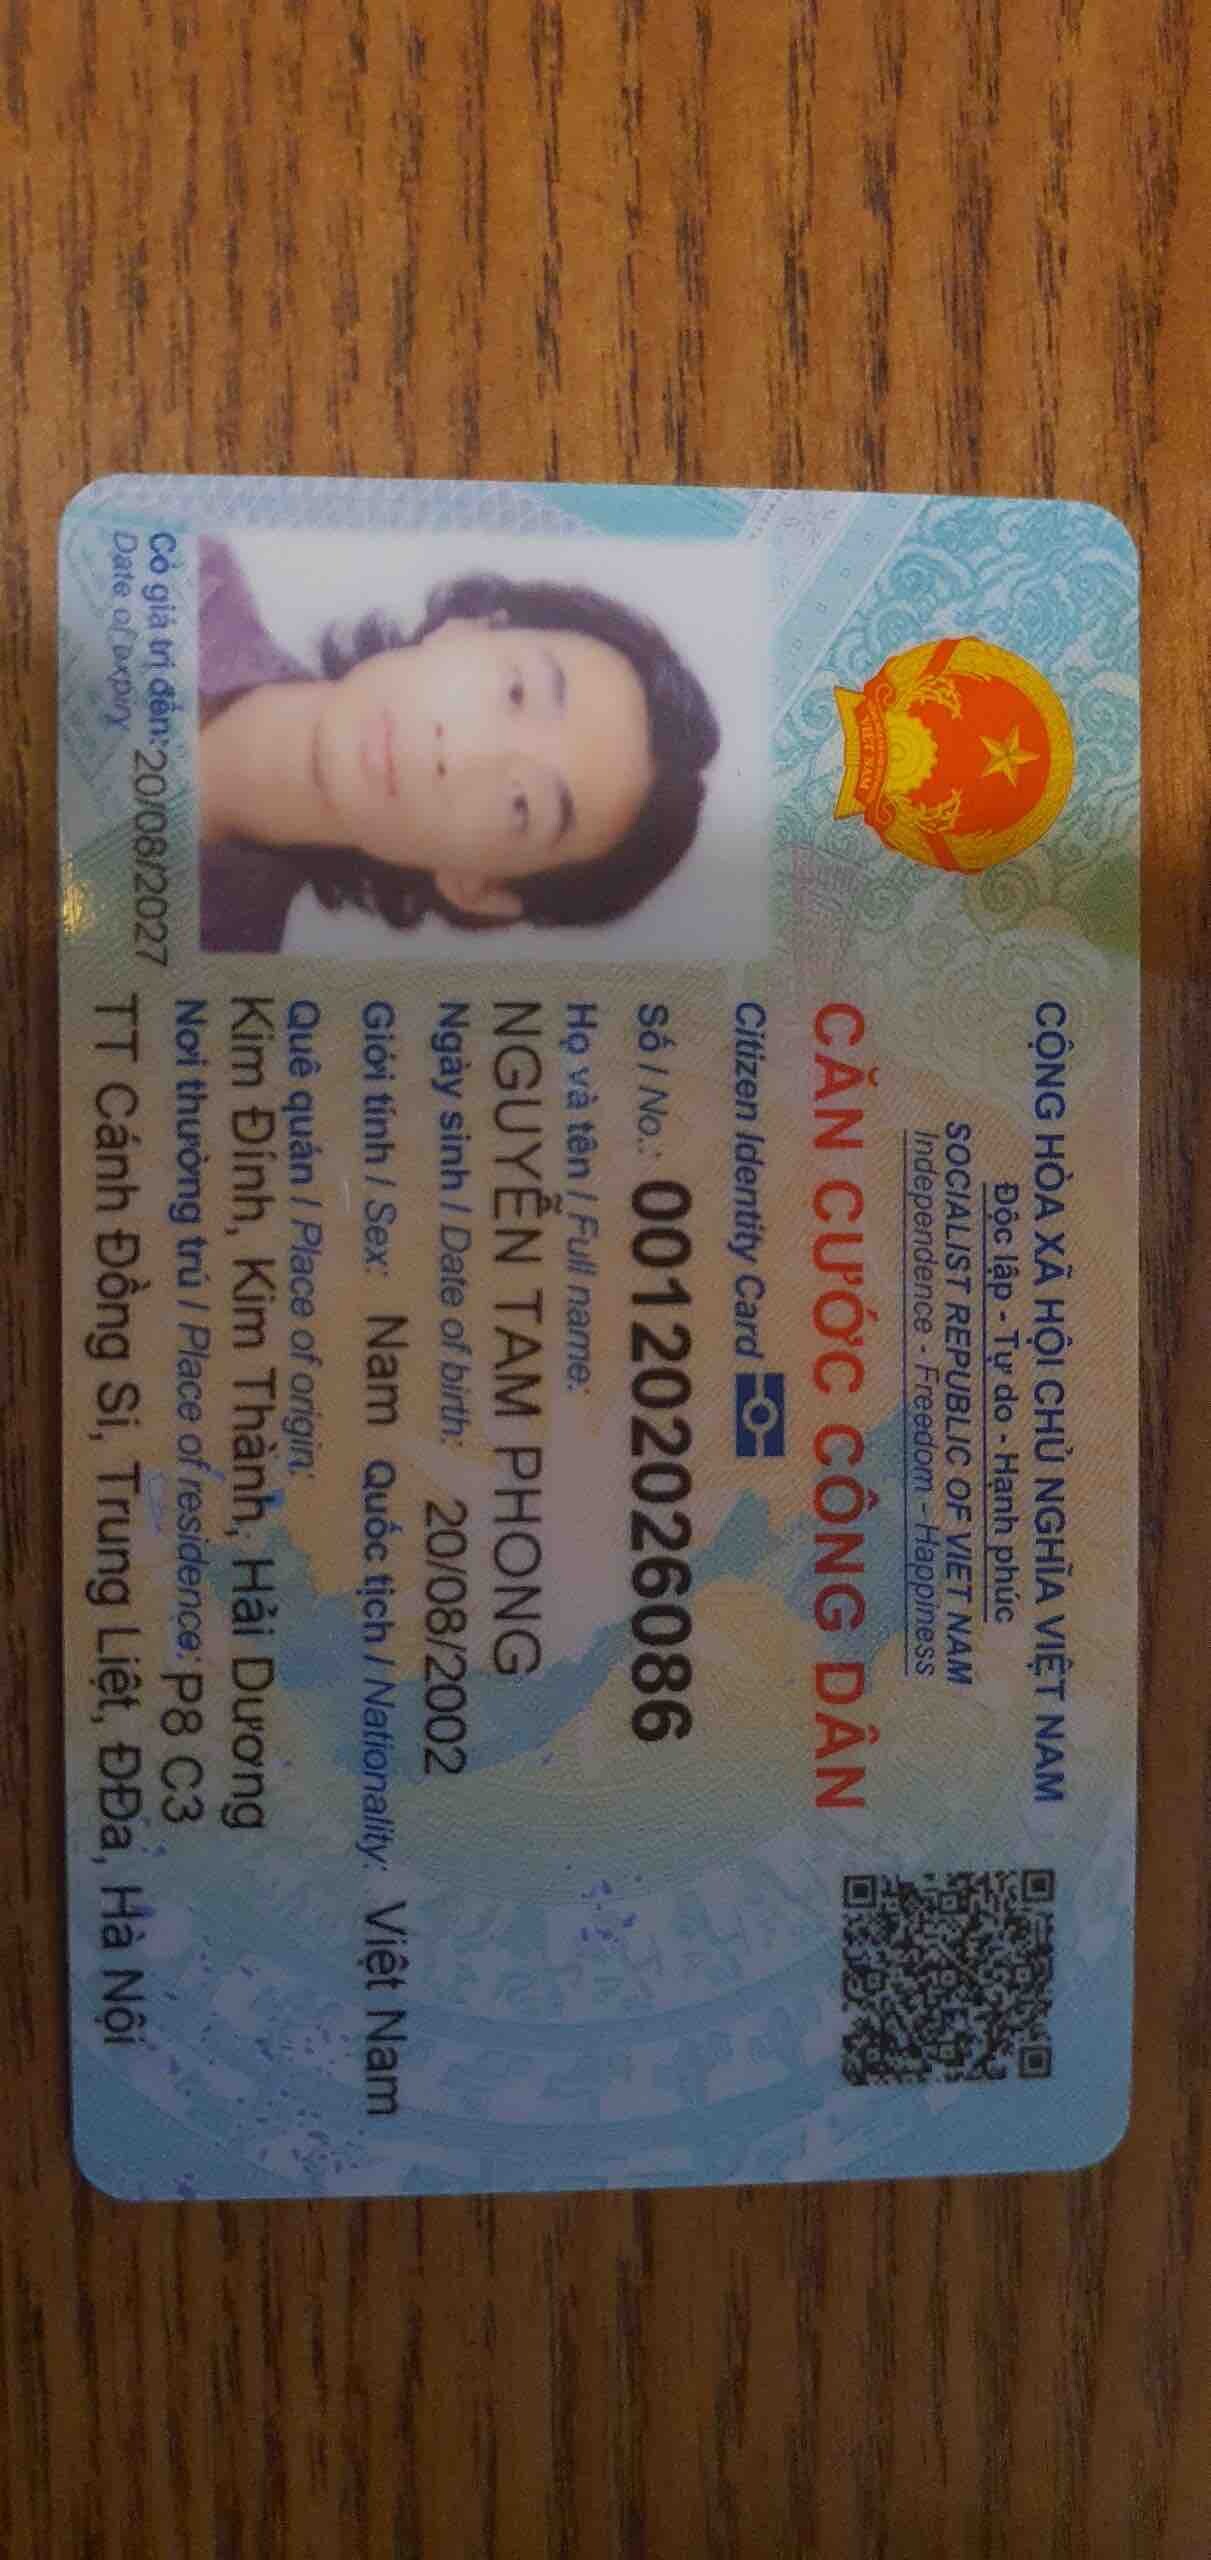 CỘNG HÒA XÃ HỘI CHỦ NGHĨA VIỆT NAM
Độc lập - Tự do - Hạnh phúc
SOCIALIST REPUBLIC OF VIET NAM
Independence - Freedom - Happiness
CĂN CƯỚC CÔNG DÂN
Citizen Identity Card
Số / No.: 001202026086
Họ và tên / Full name:
NGUYỄN TAM PHONG
Ngày sinh / Date of birth: 20/08/2002
Giới tính / Sex: Nam Quốc tịch / Nationality: Việt Nam
Quê quán / Place of origin:
Kim Đính, Kim Thành, Hải Dương
Nơi thường trú / Place of residence: P8 C3
TT Cánh Đồng Si, Trung Liệt, ĐĐa, Hà Nội
Có giá trị đến: 20/08/2027
Date of expiry
VIỆT NAM